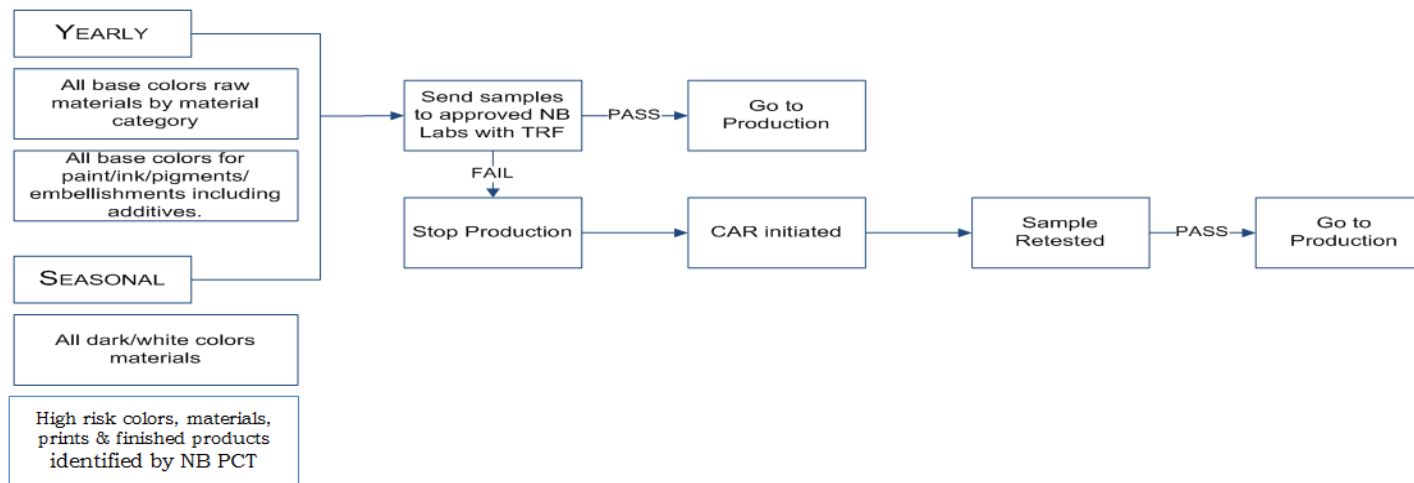 YEARLY
All base colors raw
materials by material
category
All base colors for
paint/ink/pigments/
embellishments including
additives.
SEASONAL
All dark/white colors
materials
High risk colors, materials,
prints & finished products
identified by NB PCT
Send samples
to approved NB
Labs with TRF
PASS
Go to
Production
FAIL
Stop Production
CAR initiated
Sample
Retested
PASS
Go to
Production